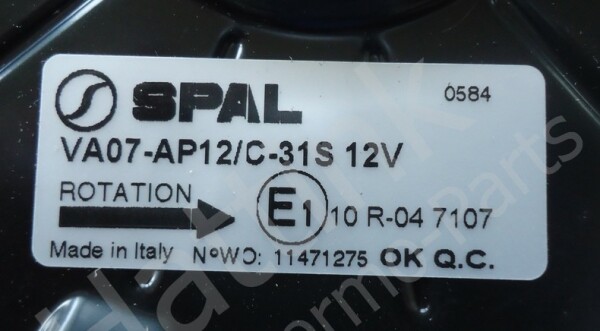 SPAL
0584
VA07-AP12/C-31S 12V
ROTATION
E1 10 R-04 7107
Made in Italy N°WO: 11471275 OK Q.C.